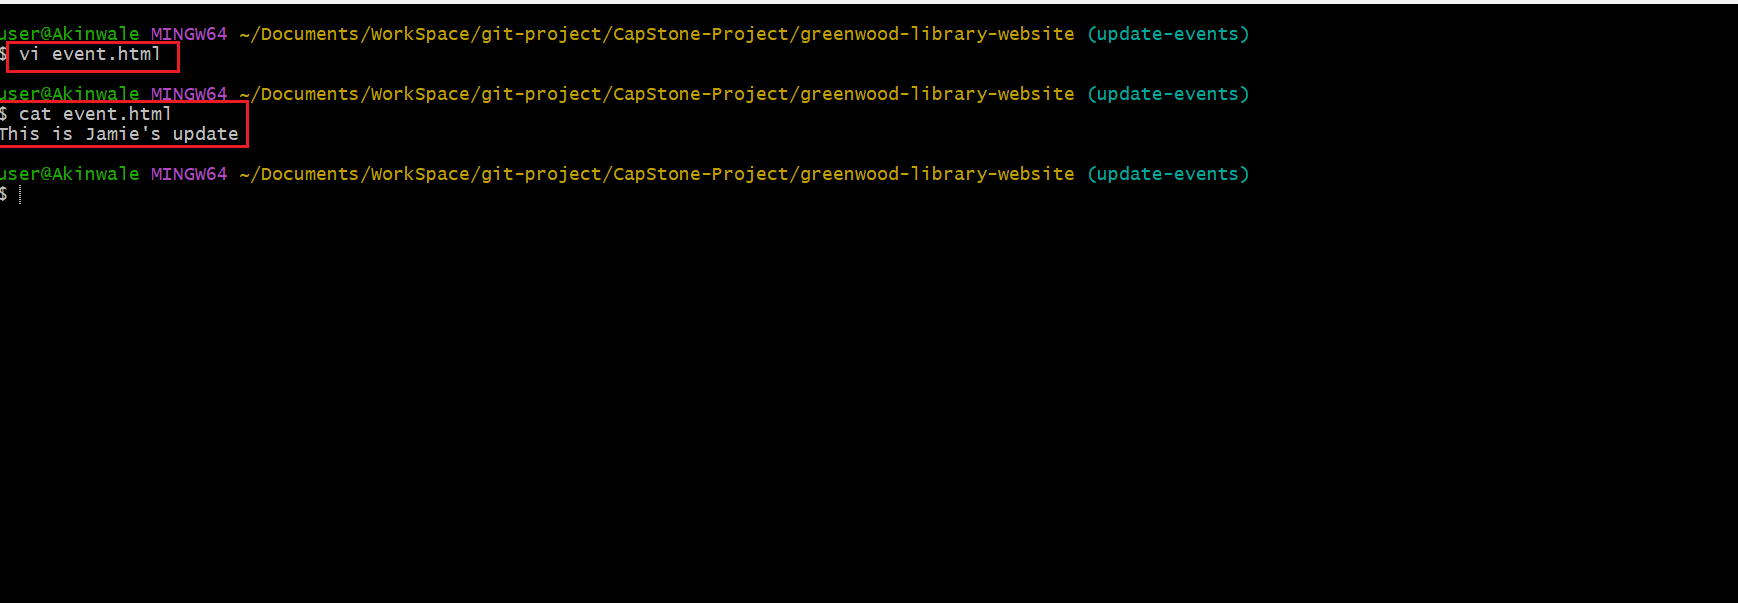 user@Akinwale MINGW64 ~/Documents/WorkSpace/git-project/CapStone-Project/greenwood-library-website (update-events)
$ vi event.html
user@Akinwale MINGW64 ~/Documents/WorkSpace/git-project/CapStone-Project/greenwood-library-website (update-events)
$ cat event.html
This is Jamie's update
user@Akinwale MINGW64 ~/Documents/WorkSpace/git-project/CapStone-Project/greenwood-library-website (update-events)
$